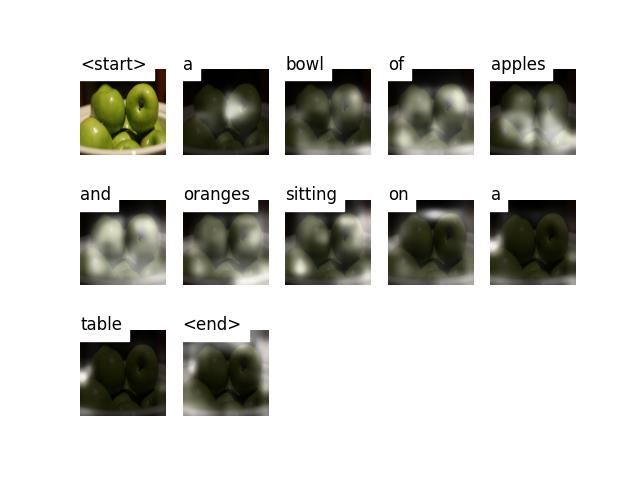 <start> a bowl of apples
and oranges sitting on a
table <end>